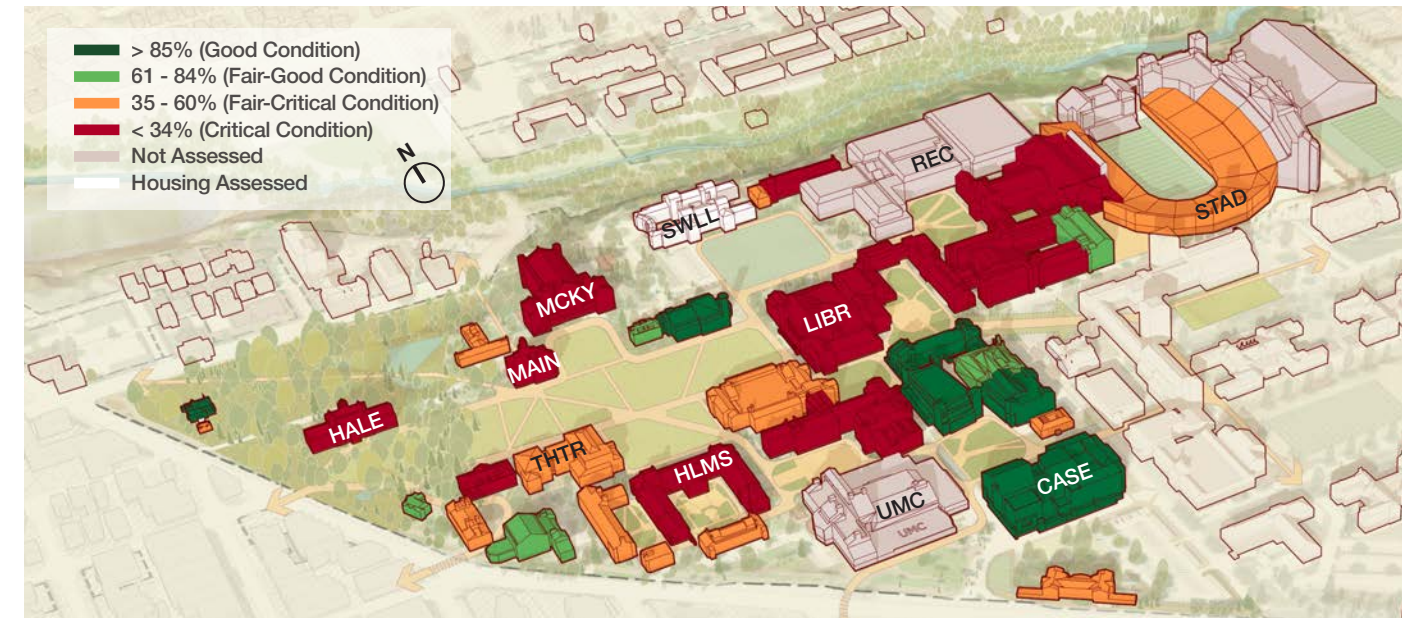 > 85% (Good Condition)
61 - 84% (Fair-Good Condition)
35 - 60% (Fair-Critical Condition)
< 34% (Critical Condition)
Not Assessed
Housing Assessed
N
REC
STAD
SWLL
MCKY
LIBR
MAIN
HALE
THTR
HLMS
CASE
UMC
UMC